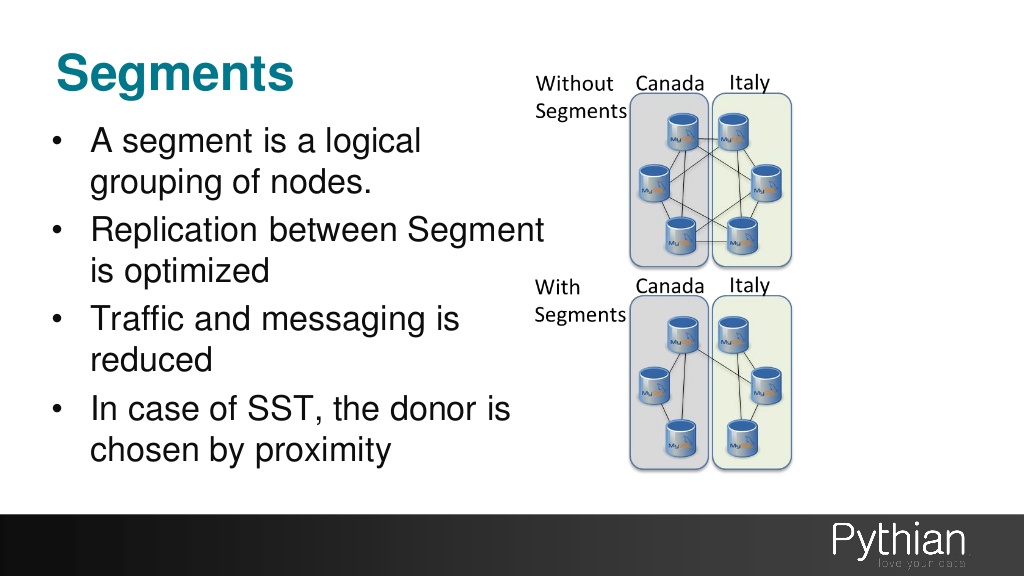 Segments
• A segment is a logical
grouping of nodes.
• Replication between Segment
is optimized
• Traffic and messaging is
reduced
• In case of SST, the donor is
chosen by proximity
Without
Segments
Canada
Italy
With
Segments
Canada
Italy
Pythian
love your data